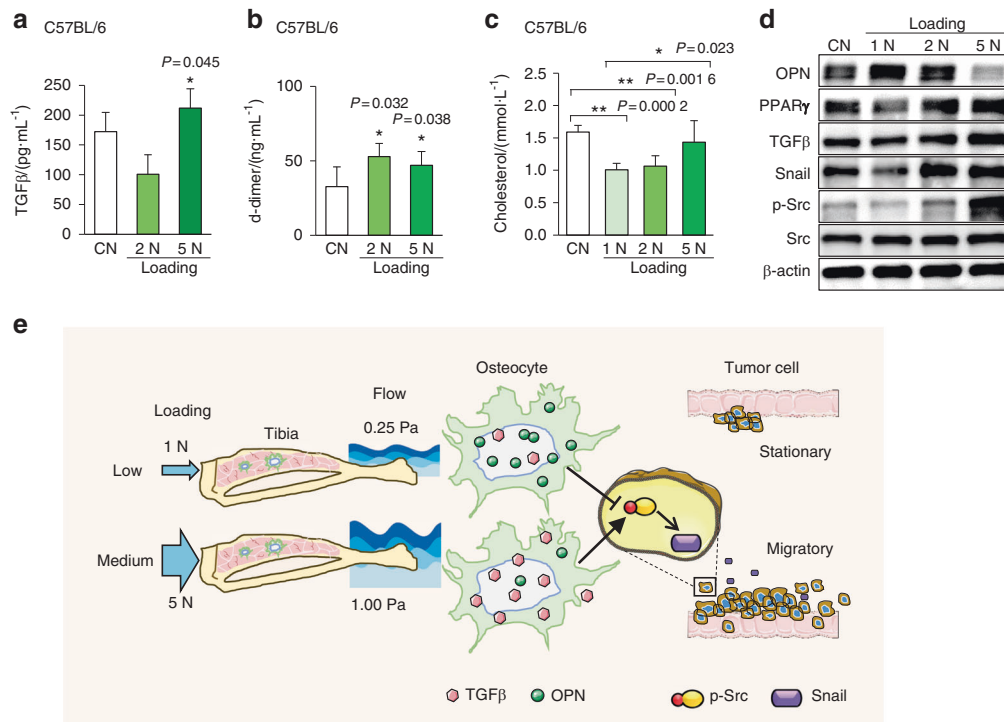 a
C57BL/6
P = 0.045
*
TGFβ/(pg·mL⁻¹)
250
200
150
100
50
0
CN 2 N 5 N
Loading
b
C57BL/6
P = 0.032
P = 0.038
* *
d-dimer/(ng·mL⁻¹)
100
50
0
CN 2 N 5 N
Loading
c
C57BL/6
* P = 0.023
** P = 0.001 6
** P = 0.000 2
Cholesterol/(mmol·L⁻¹)
2.5
2.0
1.5
1.0
0.5
0.0
CN 1 N 2 N 5 N
Loading
d
Loading
CN 1 N 2 N 5 N
OPN
PPARγ
TGFβ
Snail
p-Src
Src
β-actin
e
Loading
1 N
Low
Medium
5 N
Tibia
Flow
0.25 Pa
1.00 Pa
Osteocyte
Tumor cell
Stationary
Migratory
TGFβ OPN p-Src Snail